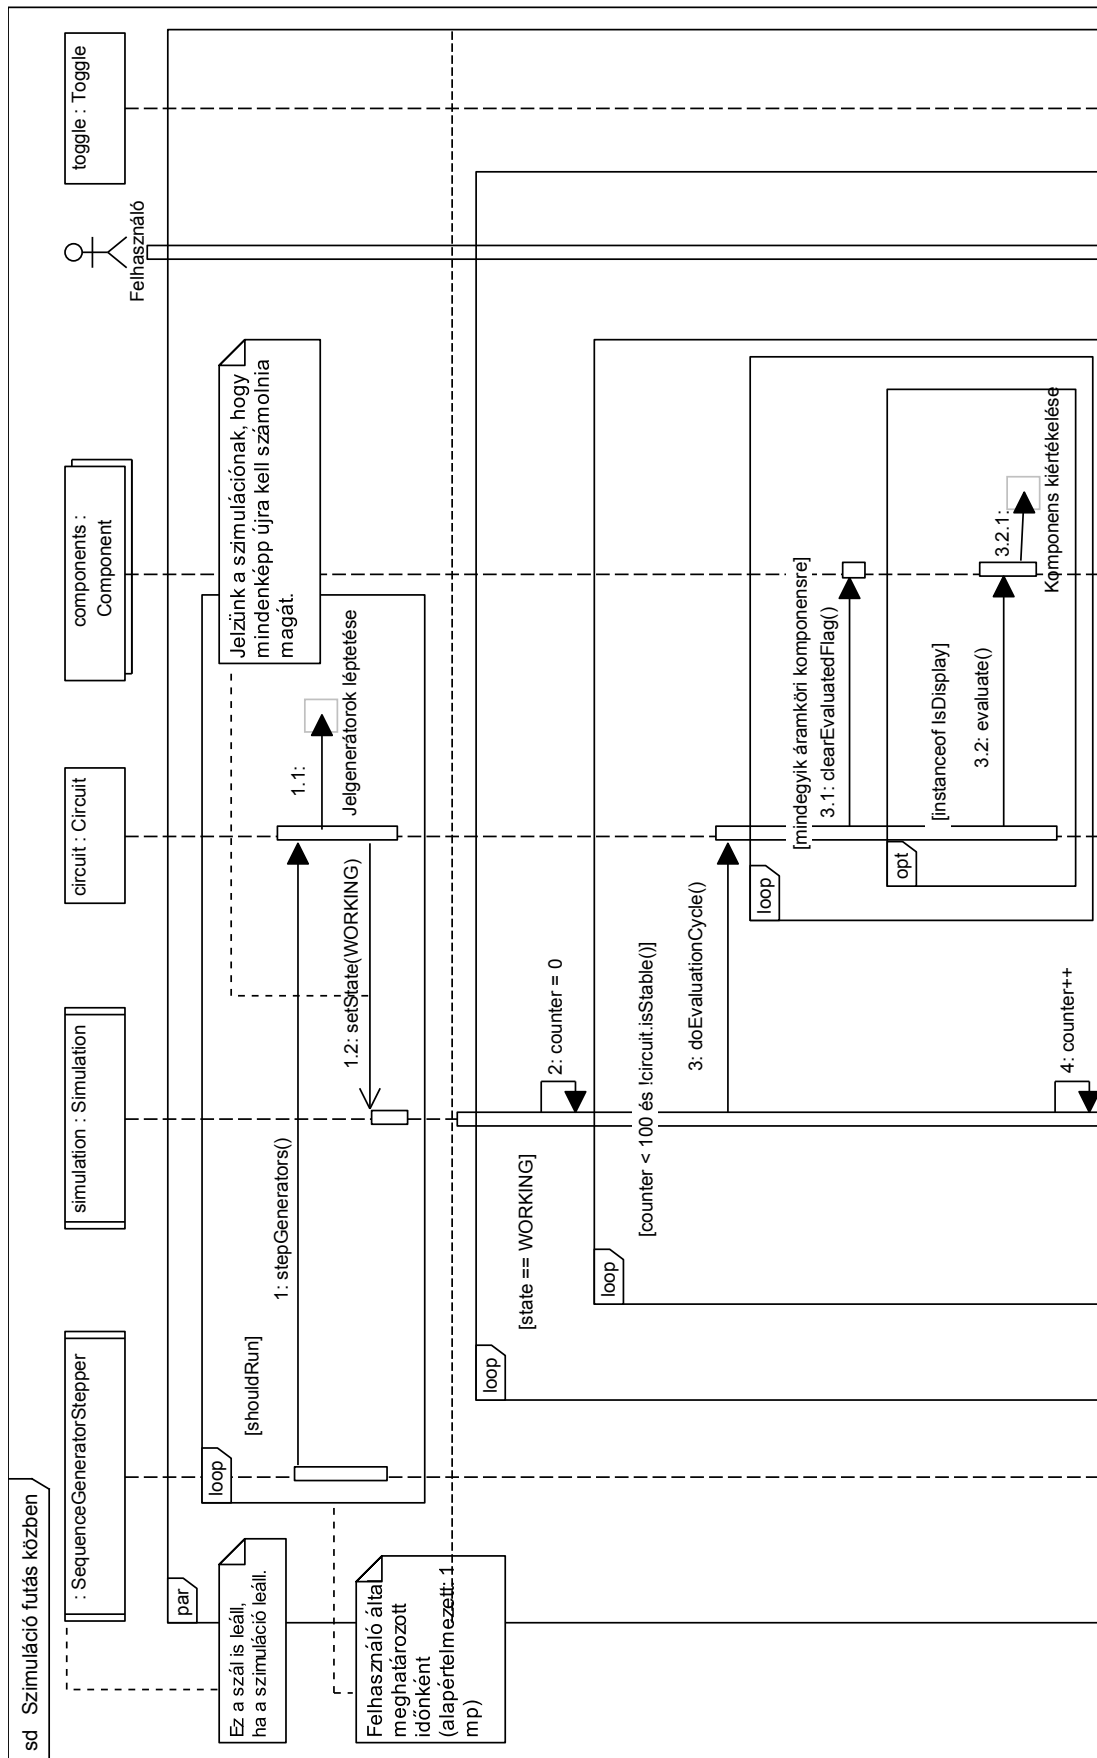 sd Szimuláció futás közben
: SequenceGeneratorStepper
simulation : Simulation
circuit : Circuit
components :
Component
Felhasználó
toggle : Toggle
par
Ez a szál is leáll,
ha a szimuláció leáll.
loop
[shouldRun]
Jelzünk a szimulációnak, hogy
mindenképp újra kell számolnia
magát.
1: stepGenerators()
1.1:
Jelgenerátorok léptetése
1.2: setState(WORKING)
Felhasználó által
meghatározott
időnként
(alapértelmezett: 1
mp)
loop
[state == WORKING]
2: counter = 0
loop
[counter < 100 és !circuit.isStable()]
3: doEvaluationCycle()
loop
[mindegyik áramköri komponensre]
3.1: clearEvaluatedFlag()
opt
[instanceof IsDisplay]
3.2: evaluate()
3.2.1:
Komponens kiértékelése
4: counter++